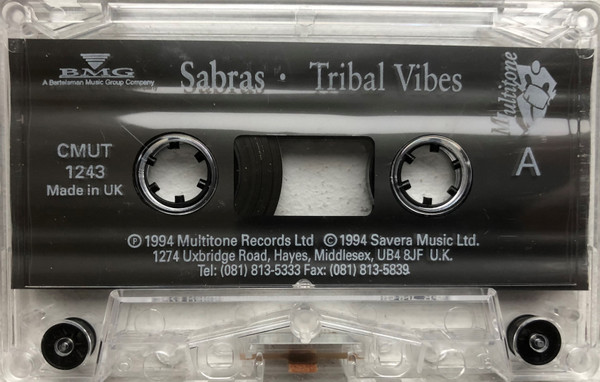 BMG
A Bertelsman Music Group Company
Sabras · Tribal Vibes
Multitone
A
CMUT
1243
Made in UK
℗ 1994 Multitone Records Ltd © 1994 Savera Music Ltd.
1274 Uxbridge Road, Hayes, Middlesex, UB4 8JF U.K.
Tel: (081) 813-5333 Fax: (081) 813-5839